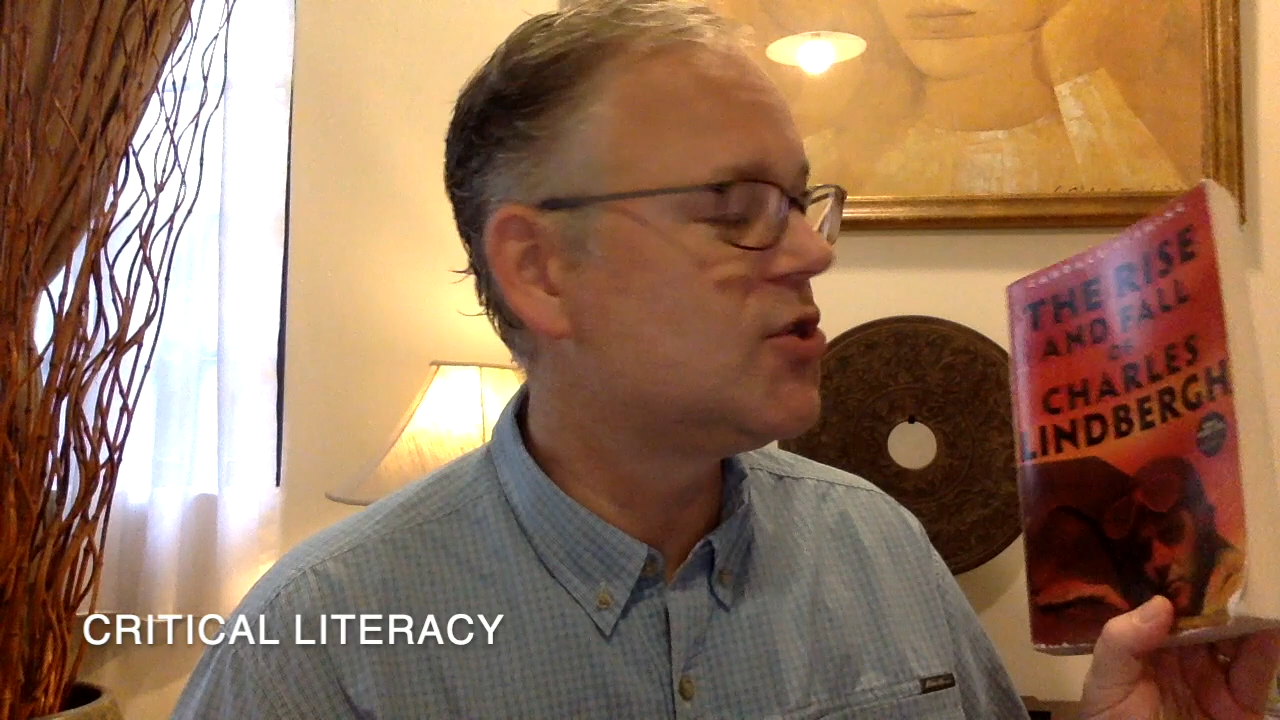 THE RISE
AND FALL
OF
CHARLES
LINDBERGH
CRITICAL LITERACY